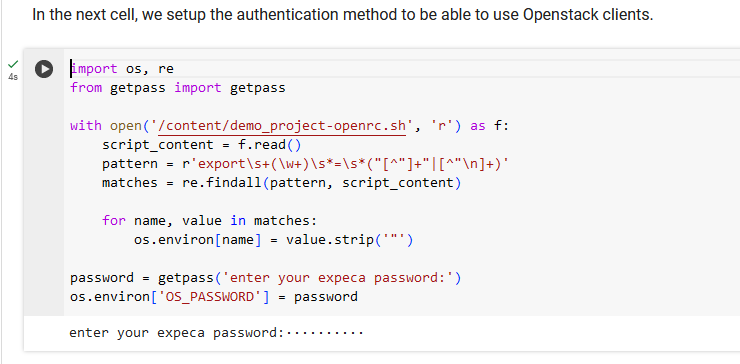 In the next cell, we setup the authentication method to be able to use Openstack clients.
4s
import os, re
from getpass import getpass
with open('/content/demo_project-openrc.sh', 'r') as f:
    script_content = f.read()
    pattern = r'export\s+(\w+)\s*=\s*("[^"]+"|[^"\n]+)'
    matches = re.findall(pattern, script_content)
    for name, value in matches:
        os.environ[name] = value.strip('"')
password = getpass('enter your expeca password:')
os.environ['OS_PASSWORD'] = password
enter your expeca password:··········